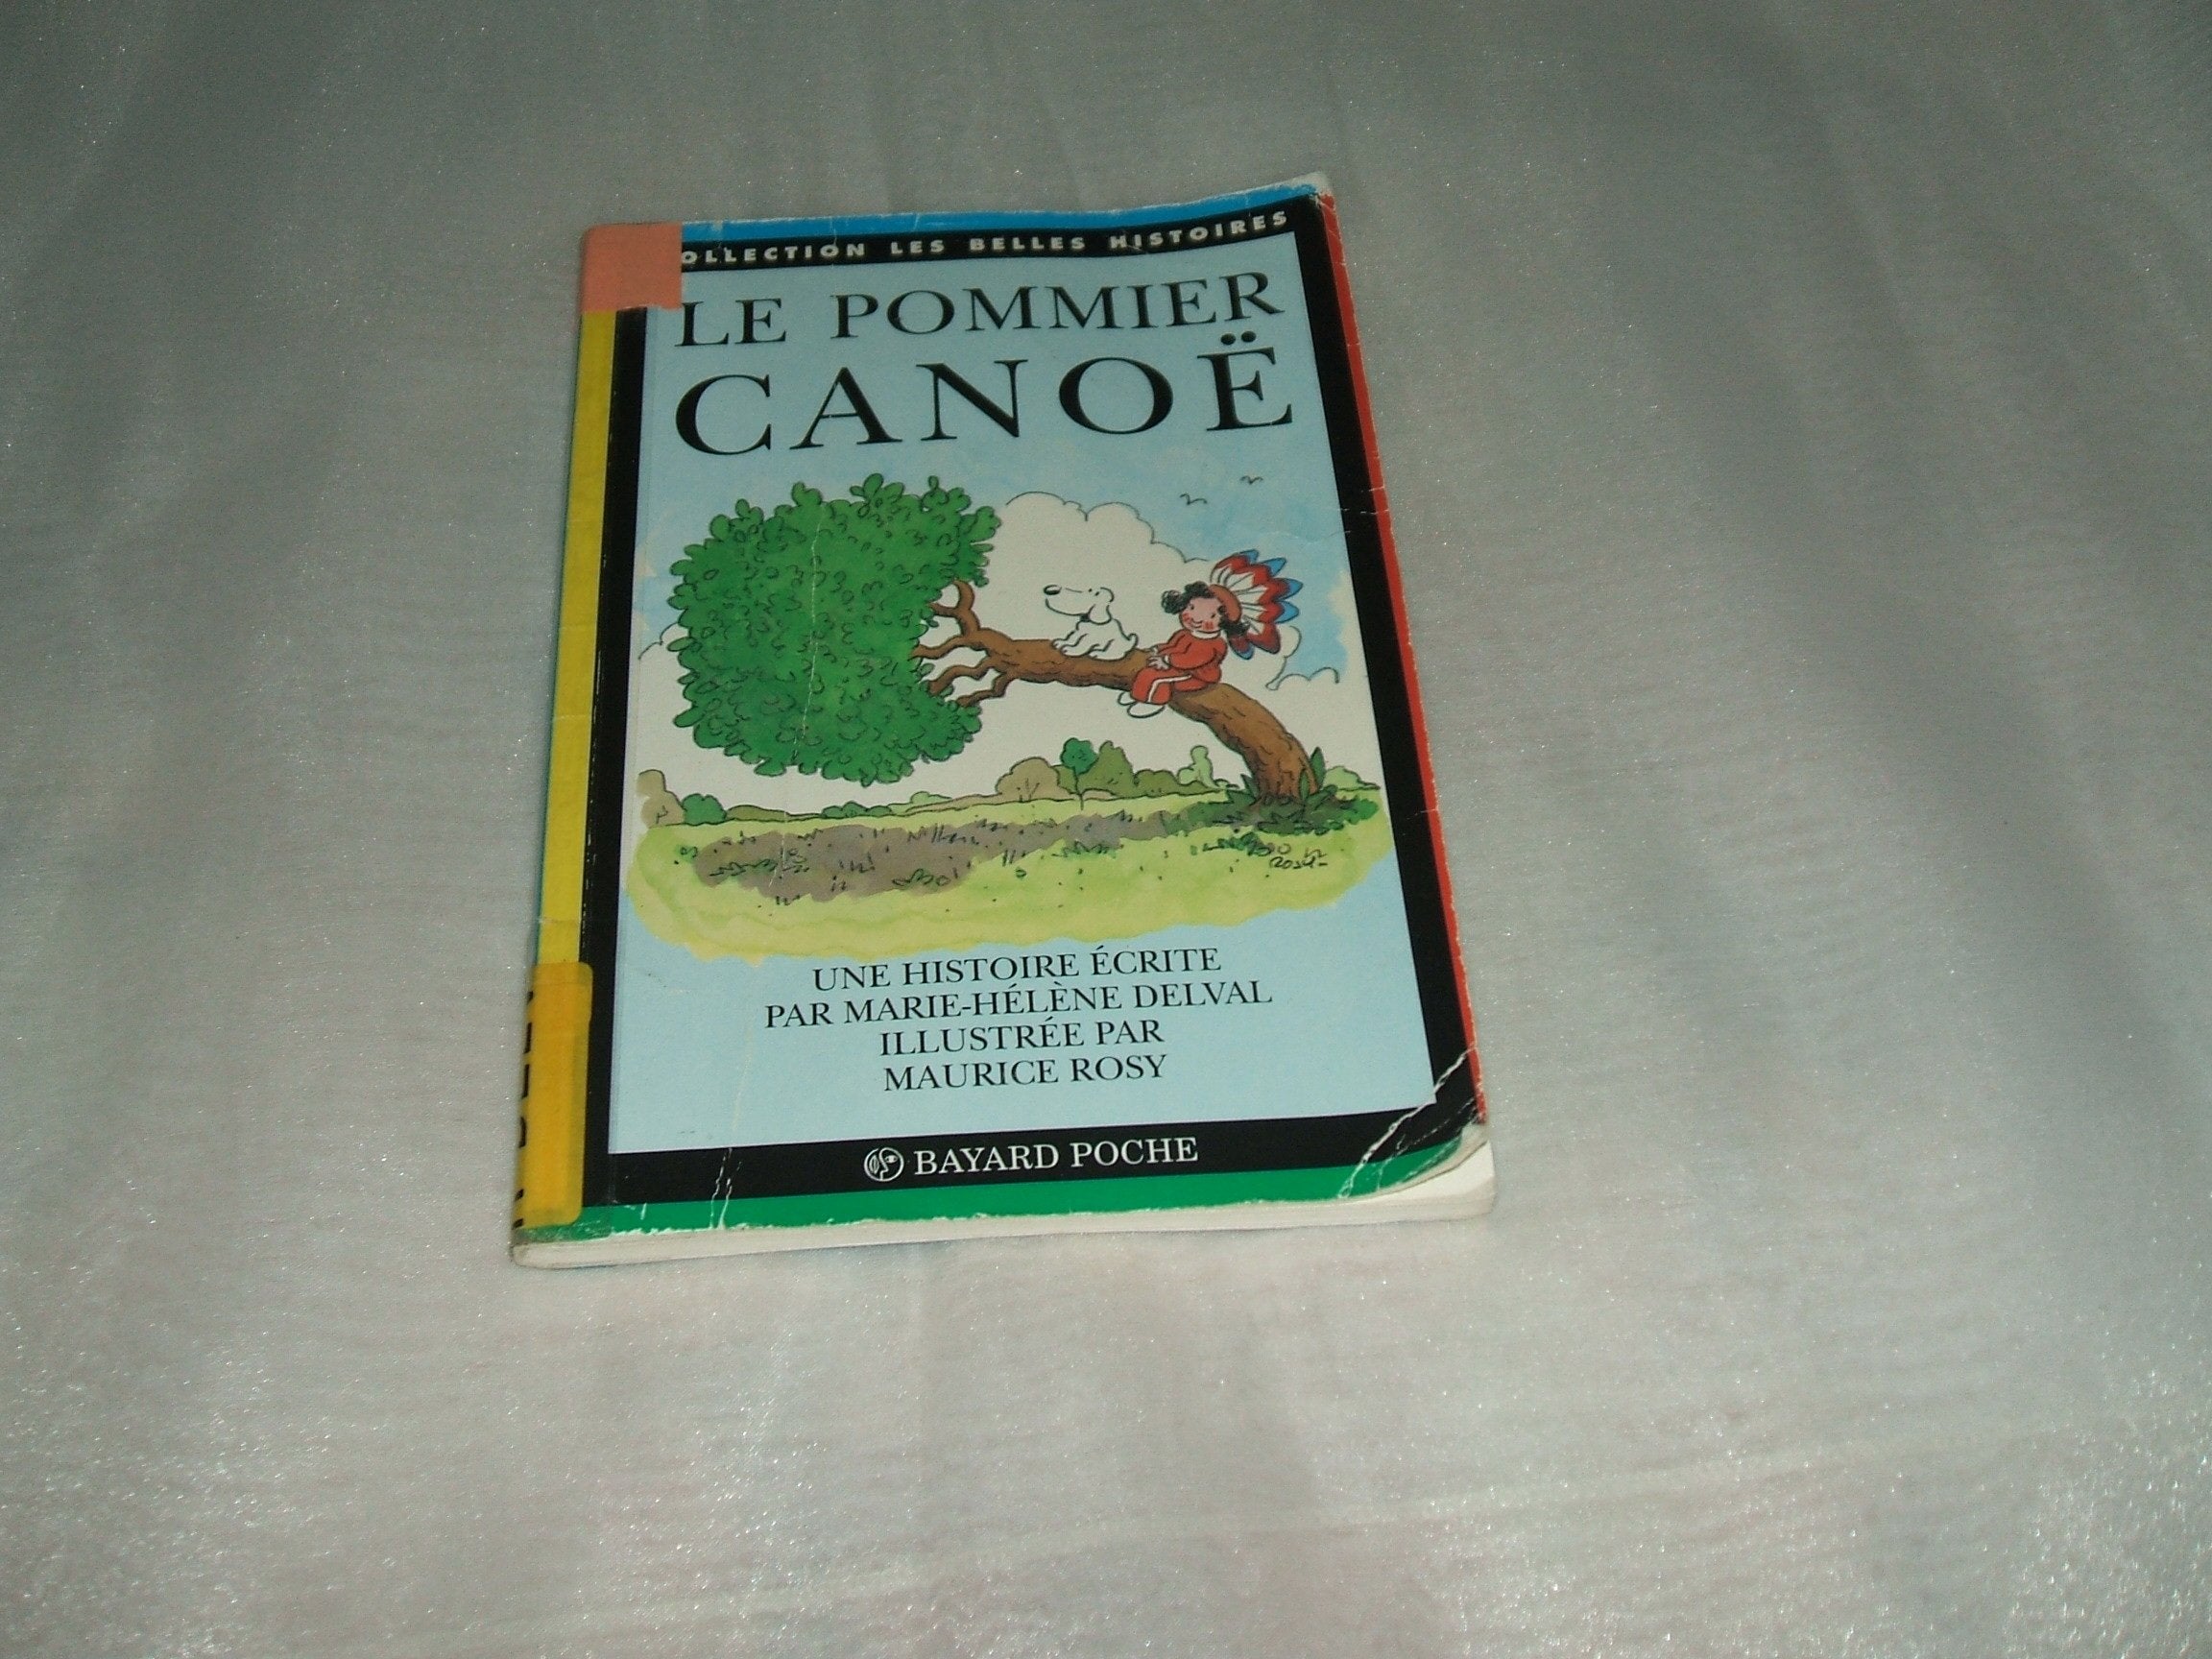 OLLECTION LES BELLES HISTOIRES
LE POMMIER
CANOË
ROSY
UNE HISTOIRE ÉCRITE
PAR MARIE-HÉLÈNE DELVAL
ILLUSTRÉE PAR
MAURICE ROSY
BAYARD POCHE